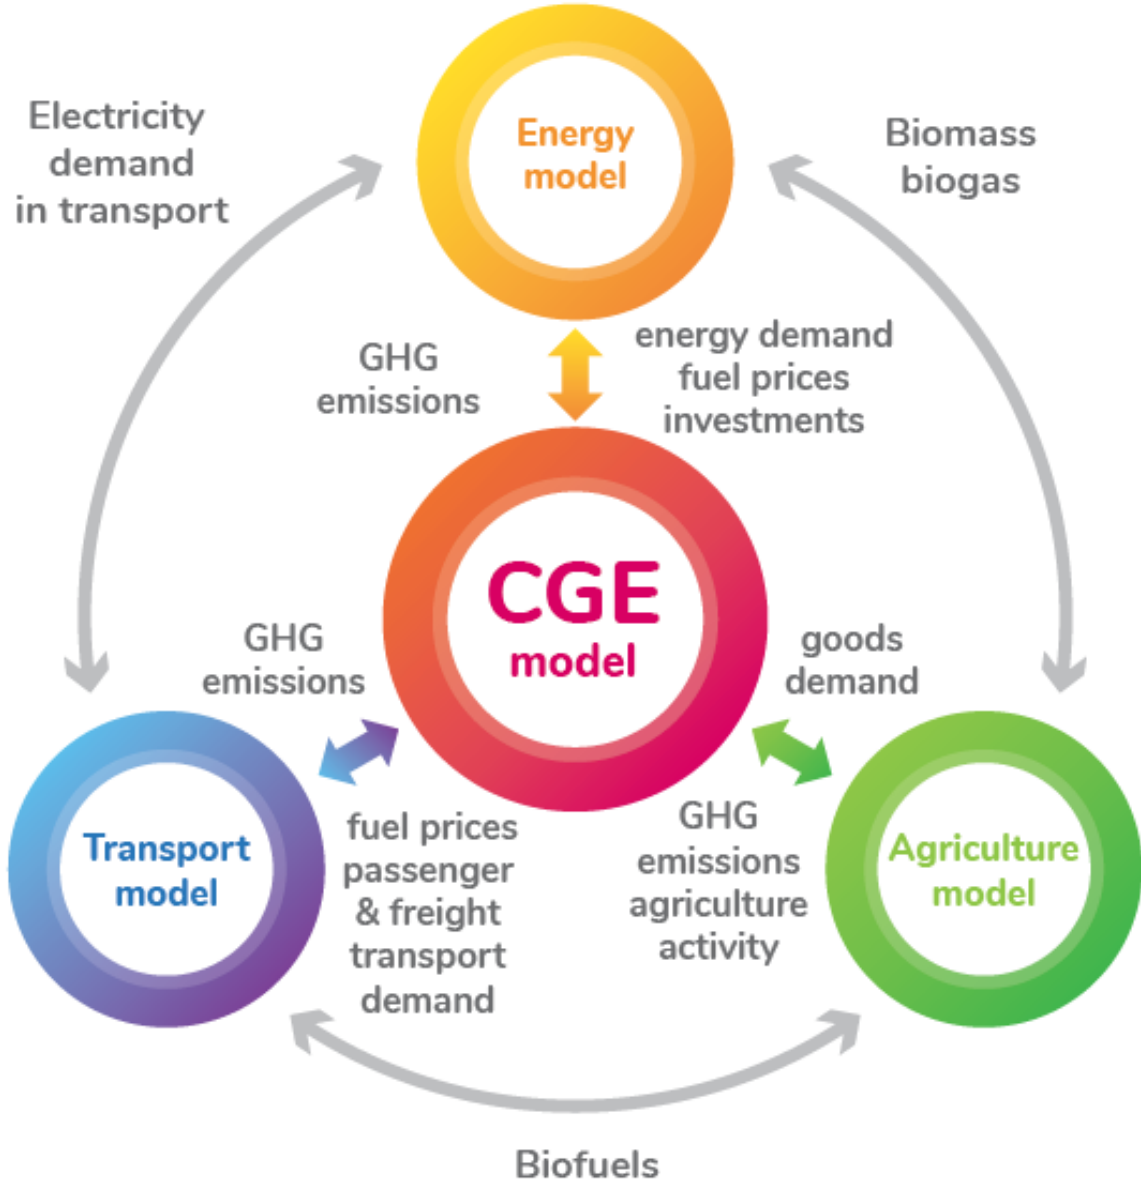 Energy
model
Electricity
demand
in transport
Biomass
biogas
GHG
emissions
energy demand
fuel prices
investments
CGE
model
GHG
emissions
goods
demand
Transport
model
fuel prices
passenger
& freight
transport
demand
GHG
emissions
agriculture
activity
Agriculture
model
Biofuels